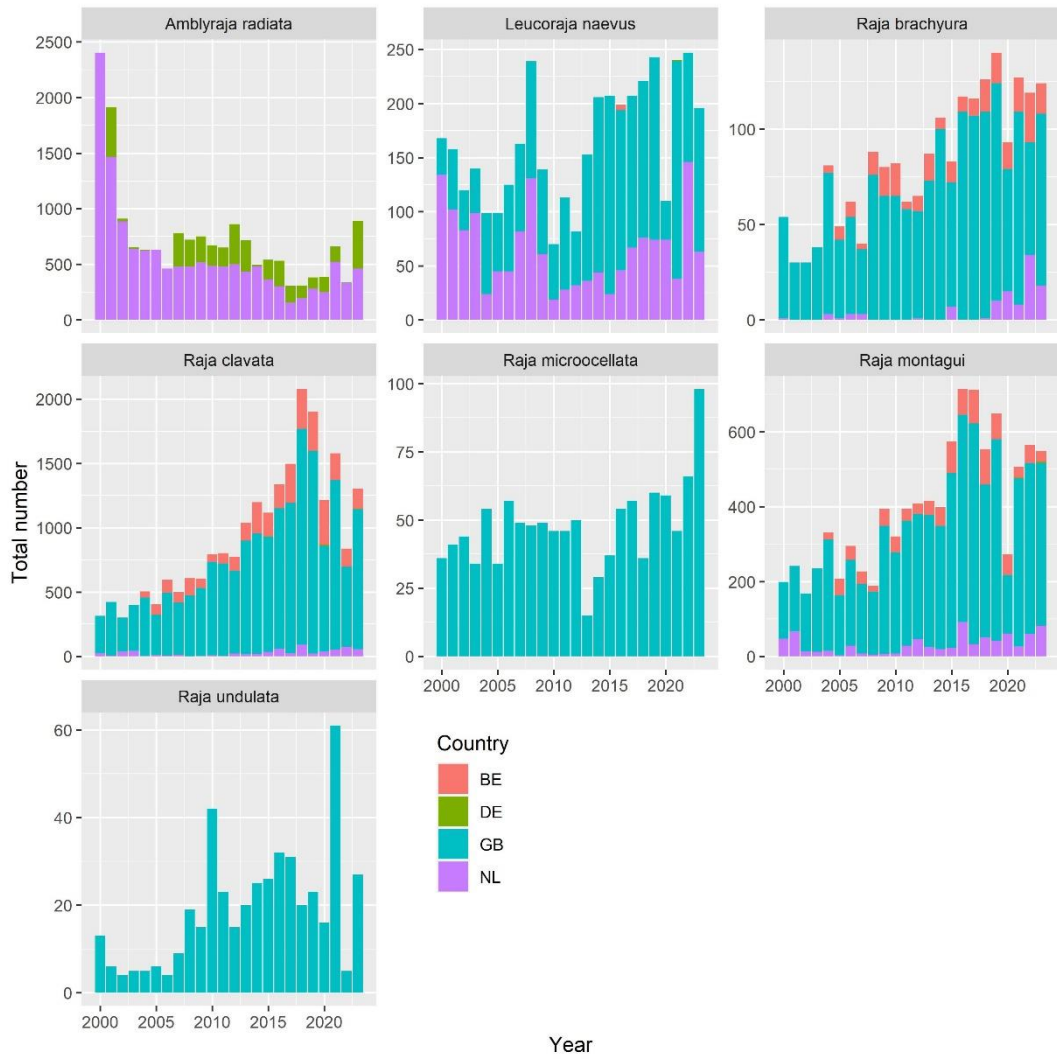 Amblyraja radiata
Leucoraja naevus
Raja brachyura
2500
2000
1500
1000
500
0
250
200
150
100
50
0
100
50
0
Raja clavata
Raja microocellata
Raja montagui
Total number
2000
1500
1000
500
0
100
75
50
25
0
600
400
200
0
2000 2005 2010 2015 2020
2000 2005 2010 2015 2020
Raja undulata
60
40
20
0
2000 2005 2010 2015 2020
Country
BE
DE
GB
NL
Year